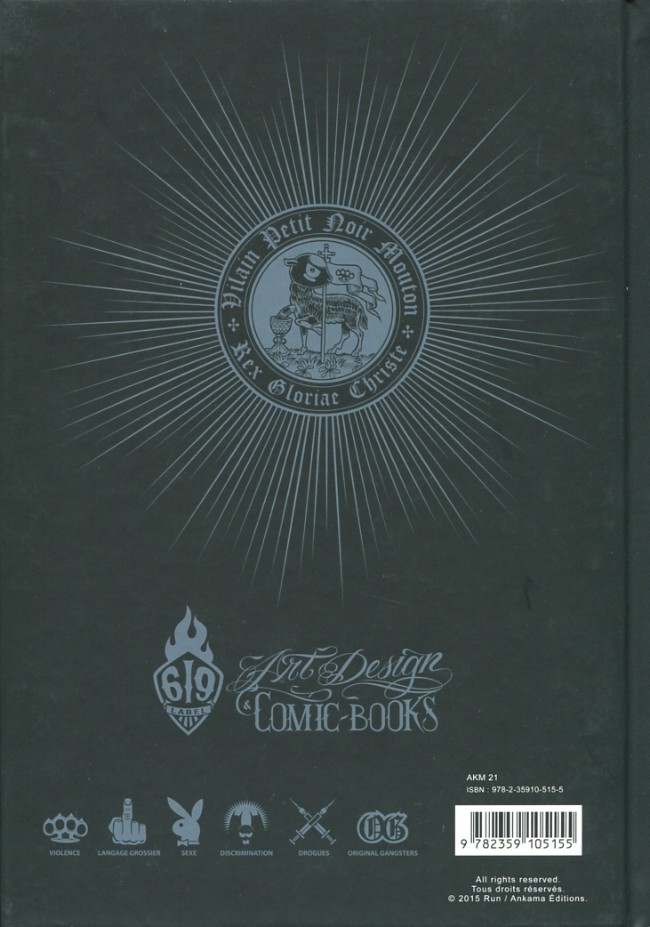 Vilain Petit Noir Mouton
Rex Gloriae Christe
619
LABEL
Art Design
& COMIC-BOOKS
AKM 21
ISBN : 978-2-35910-515-5
VIOLENCE
LANGAGE GROSSIER
SEXE
DISCRIMINATION
DROGUES
OG
ORIGINAL GANGSTERS
9 782359 105155
All rights reserved.
Tous droits réservés.
© 2015 Run / Ankama Éditions.